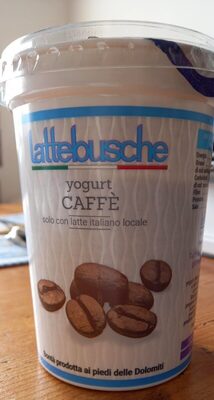 lattebusche
yogurt
CAFFÈ
solo con latte italiano locale
Bontà prodotta ai piedi delle Dolomiti